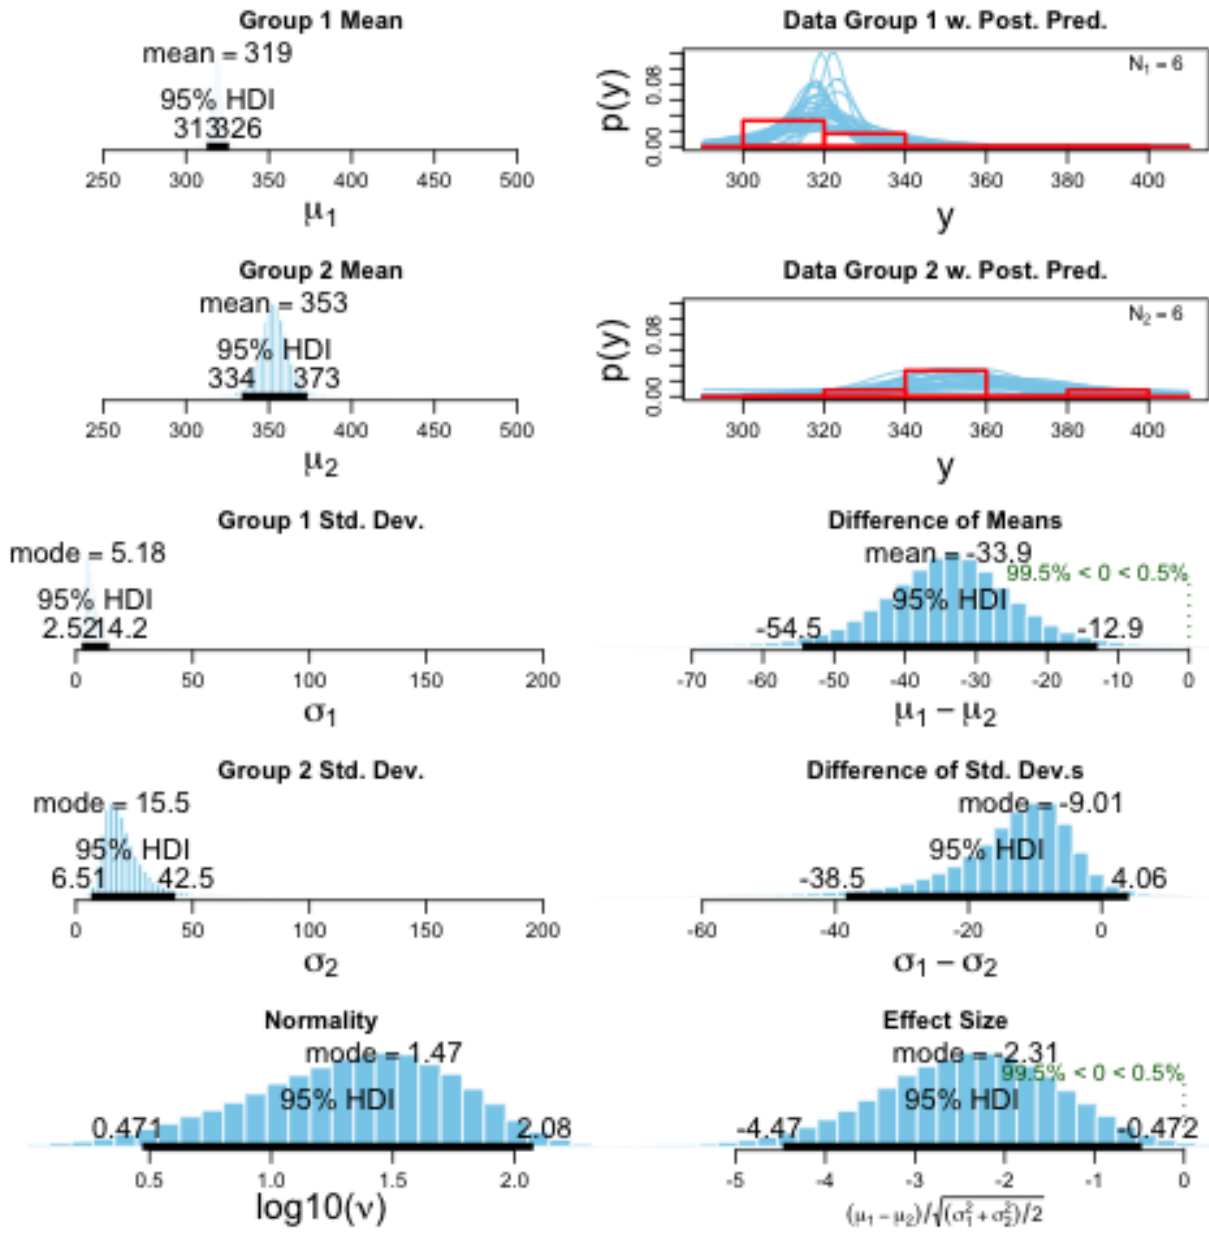 Group 1 Mean
mean = 319
95% HDI
313 326
250 300 350 400 450 500
μ1
Data Group 1 w. Post. Pred.
N1 = 6
p(y)
0.00 0.08
300 320 340 360 380 400
y
Group 2 Mean
mean = 353
95% HDI
334 373
250 300 350 400 450 500
μ2
Data Group 2 w. Post. Pred.
N2 = 6
p(y)
0.00 0.08
300 320 340 360 380 400
y
Group 1 Std. Dev.
mode = 5.18
95% HDI
2.52 14.2
0 50 100 150 200
σ1
Difference of Means
mean = -33.9
99.5% < 0 < 0.5%
95% HDI
-54.5 -12.9
-70 -60 -50 -40 -30 -20 -10 0
μ1 − μ2
Group 2 Std. Dev.
mode = 15.5
95% HDI
6.51 42.5
0 50 100 150 200
σ2
Difference of Std. Dev.s
mode = -9.01
95% HDI
-38.5 4.06
-60 -40 -20 0
σ1 − σ2
Normality
mode = 1.47
95% HDI
0.471 2.08
0.5 1.0 1.5 2.0
log10(ν)
Effect Size
mode = -2.31
99.5% < 0 < 0.5%
95% HDI
-4.47 -0.472
-5 -4 -3 -2 -1 0
(μ1 − μ2)/√(σ1² + σ2²)/2